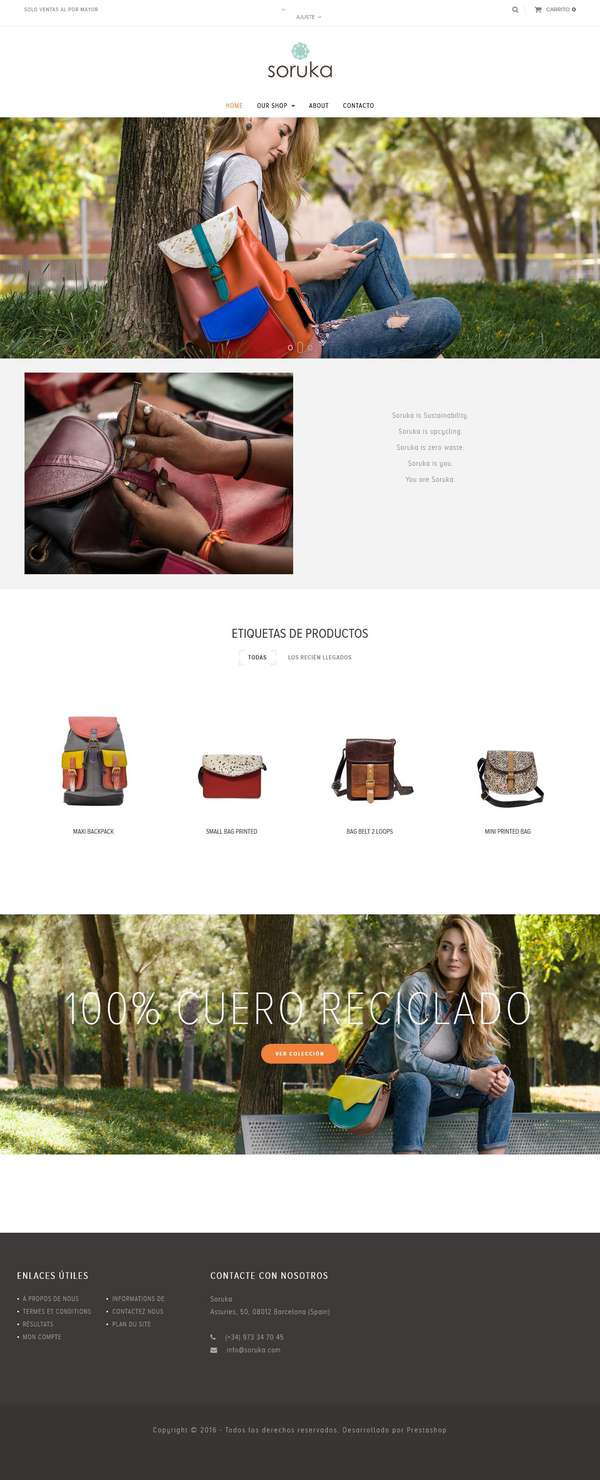 SOLO VENTAS AL POR MAYOR
AJUSTE
CARRITO 0
soruka
HOME OUR SHOP ABOUT CONTACTO
Soruka is Sustainability.
Soruka is upcycling.
Soruka is zero waste.
Soruka is you.
You are Soruka.
ETIQUETAS DE PRODUCTOS
TODAS LOS RECIÉN LLEGADOS
MAXI BACKPACK
SMALL BAG PRINTED
BAG BELT 2 LOOPS
MINI PRINTED BAG
100% CUERO RECICLADO
VER COLECCIÓN
ENLACES ÚTILES
A PROPOS DE NOUS
TERMES ET CONDITIONS
RÉSULTATS
MON COMPTE
INFORMATIONS DE
CONTACTEZ NOUS
PLAN DU SITE
CONTACTE CON NOSOTROS
Soruka
Asturies, 50, 08012 Barcelona (Spain)
(+34) 973 34 70 45
info@soruka.com
Copyright © 2016 - Todos los derechos reservados. Desarrollado por Prestashop